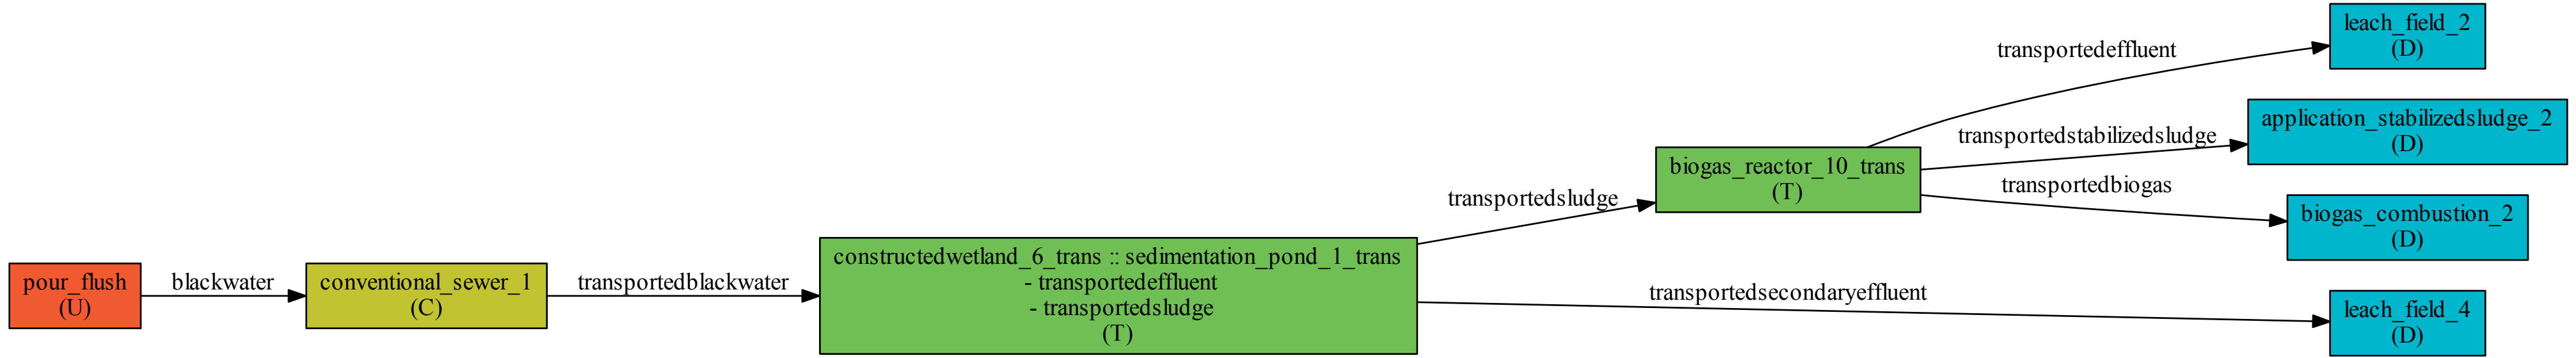 pour_flush
(U)
blackwater
conventional_sewer_1
(C)
transportedblackwater
constructedwetland_6_trans :: sedimentation_pond_1_trans
- transportedeffluent
- transportedsludge
(T)
transportedsludge
transportedsecondaryeffluent
biogas_reactor_10_trans
(T)
transportedeffluent
transportedstabilizedsludge
transportedbiogas
leach_field_2
(D)
application_stabilizedsludge_2
(D)
biogas_combustion_2
(D)
leach_field_4
(D)